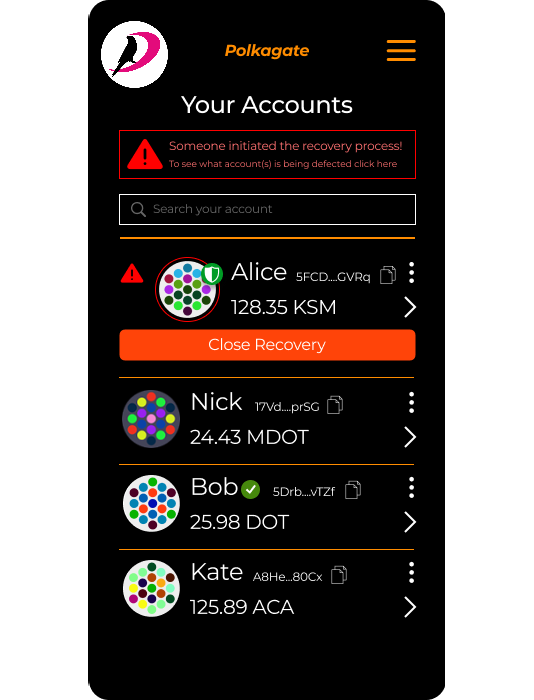 Polkagate
Your Accounts
Someone initiated the recovery process!
To see what account(s) is being defected click here
Search your account
Alice 5FCD....GVRq
128.35 KSM
Close Recovery
Nick 17Vd....prSG
24.43 MDOT
Bob 5Drb....vTZf
25.98 DOT
Kate A8He...80Cx
125.89 ACA